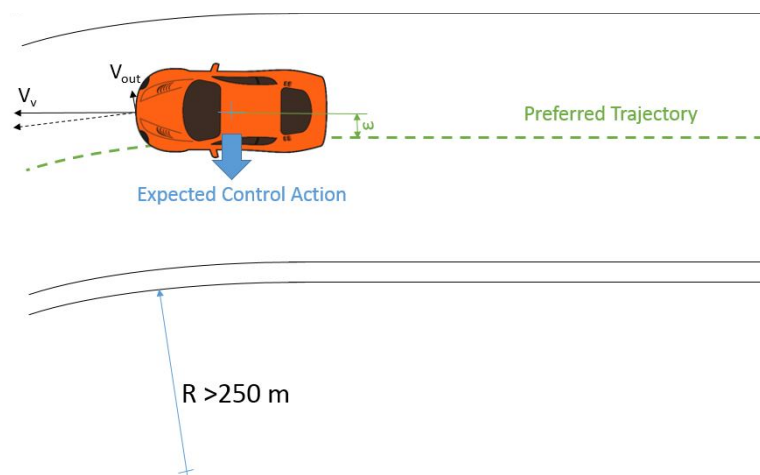 V_out
V_v
Preferred Trajectory
ε
Expected Control Action
R >250 m